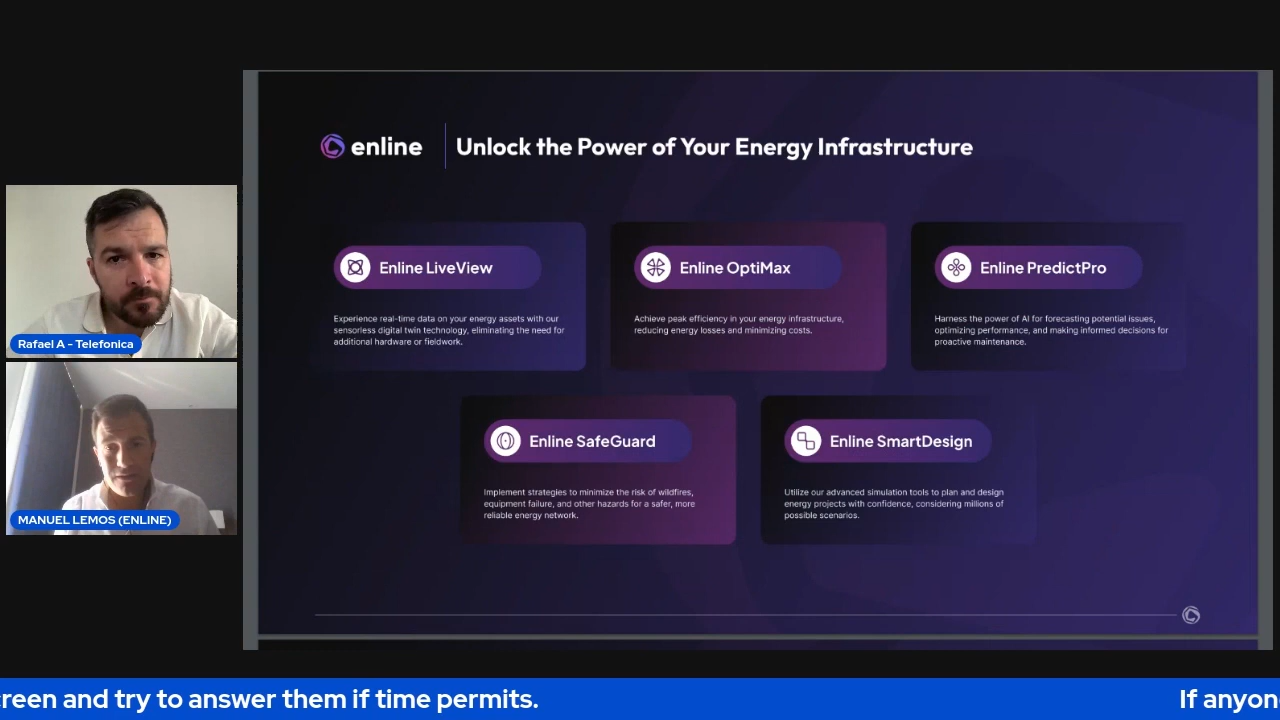 enline
Unlock the Power of Your Energy Infrastructure
Enline LiveView
Experience real-time data on your energy assets with our
sensorless digital twin technology, eliminating the need for
additional hardware or fieldwork.
Enline OptiMax
Achieve peak efficiency in your energy infrastructure,
reducing energy losses and minimizing costs.
Enline PredictPro
Harness the power of AI for forecasting potential issues,
optimizing performance, and making informed decisions for
proactive maintenance.
Enline SafeGuard
Implement strategies to minimize the risk of wildfires,
equipment failure, and other hazards for a safer, more
reliable energy network.
Enline SmartDesign
Utilize our advanced simulation tools to plan and design
energy projects with confidence, considering millions of
possible scenarios.
Rafael A - Telefonica
MANUEL LEMOS (ENLINE)
reen and try to answer them if time permits.
If anyon